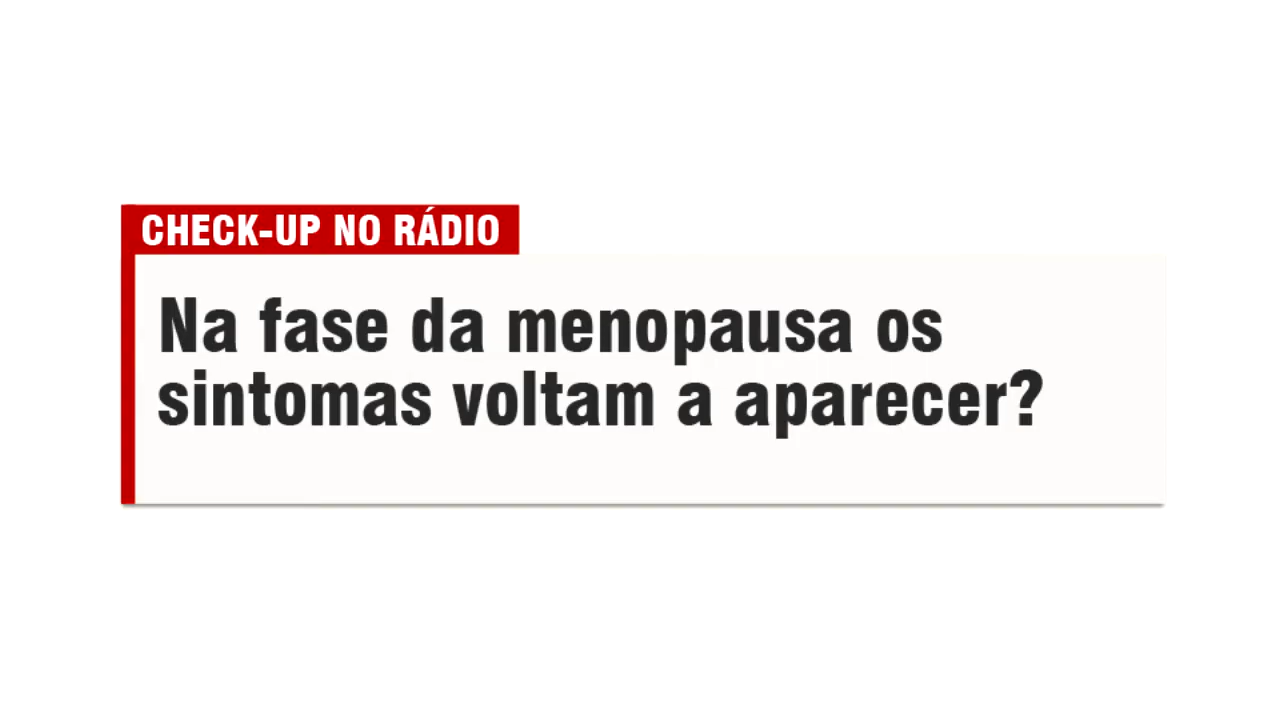 CHECK-UP NO RÁDIO
Na fase da menopausa os
sintomas voltam a aparecer?